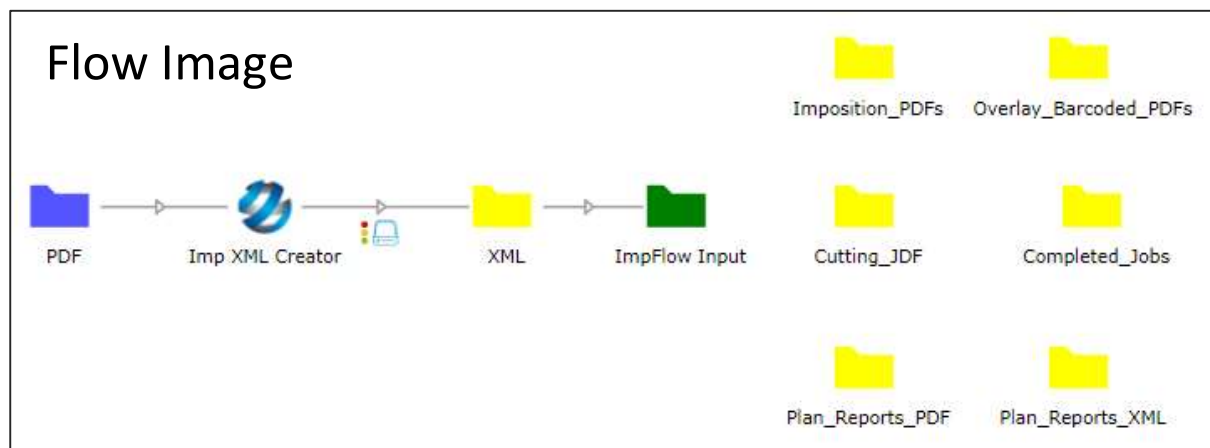 Flow Image
Imposition_PDFs
Overlay_Barcoded_PDFs
PDF
Imp XML Creator
XML
ImpFlow Input
Cutting_JDF
Completed_Jobs
Plan_Reports_PDF
Plan_Reports_XML